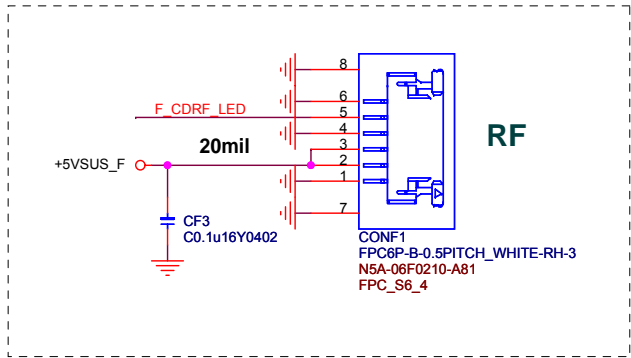 8
6
F_CDRF_LED
5
4
20mil
3
RF
+5VSUS_F
2
1
7
CF3
C0.1u16Y0402
CONF1
FPC6P-B-0.5PITCH_WHITE-RH-3
N5A-06F0210-A81
FPC_S6_4